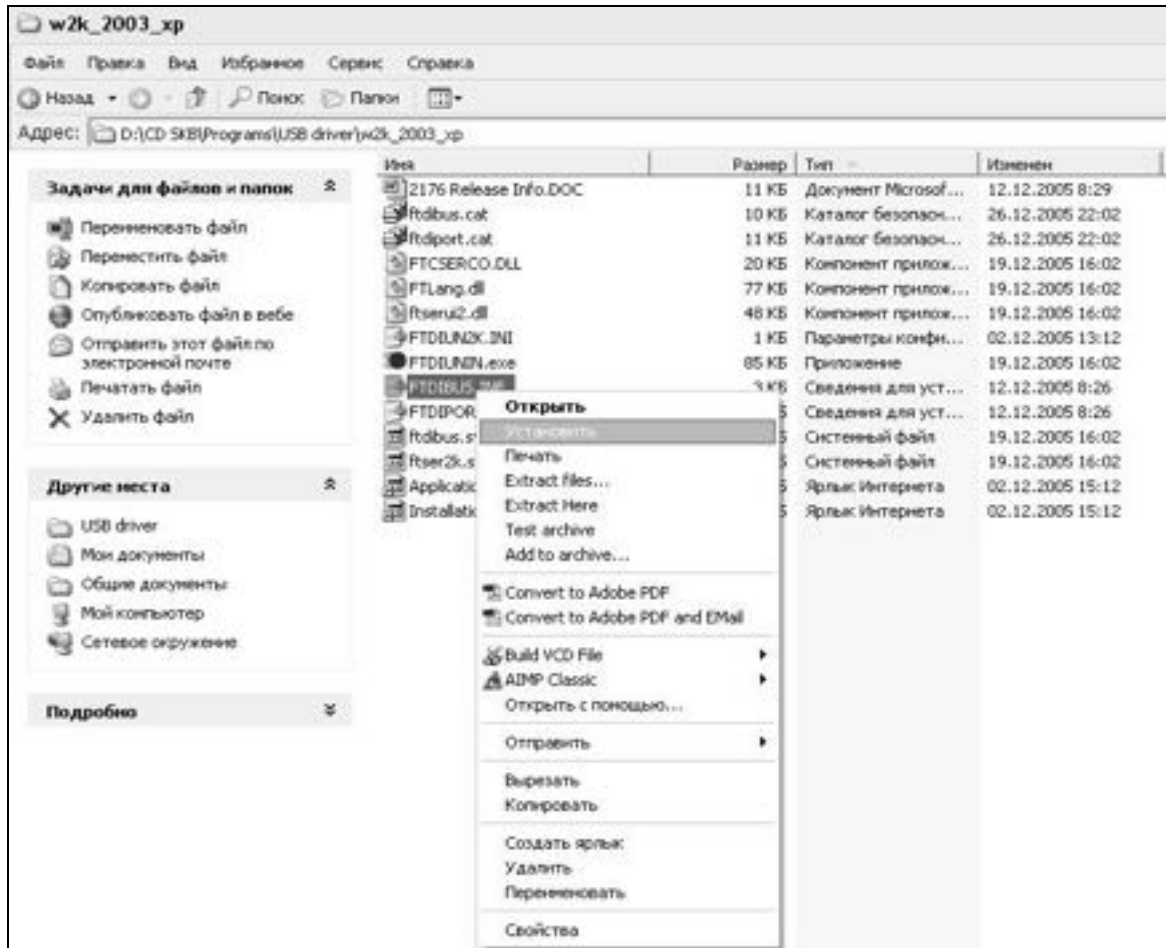 w2k_2003_xp
Файл Правка Вид Избранное Сервис Справка
Назад Поиск Папки
Адрес: D:\CD SKB\Programs\USB driver\w2k_2003_xp
Задачи для файлов и папок
Переименовать файл
Переместить файл
Копировать файл
Опубликовать файл в вебе
Отправить этот файл по
электронной почте
Печатать файл
Удалить файл
Другие места
USB driver
Мои документы
Общие документы
Мой компьютер
Сетевое окружение
Подробно
Имя Размер Тип Изменен
2176 Release Info.DOC 11 КБ Документ Microsof... 12.12.2005 8:29
ftdibus.cat 10 КБ Каталог безопасн... 26.12.2005 22:02
ftdiport.cat 11 КБ Каталог безопасн... 26.12.2005 22:02
FTCSERCO.DLL 20 КБ Компонент прилож... 19.12.2005 16:02
FTLang.dll 77 КБ Компонент прилож... 19.12.2005 16:02
ftserui2.dll 48 КБ Компонент прилож... 19.12.2005 16:02
FTDIUN2K.INI 1 КБ Параметры конфи... 02.12.2005 13:12
FTDIUNIN.exe 85 КБ Приложение 19.12.2005 16:02
FTDIBUS.INF 3 КБ Сведения для уст... 12.12.2005 8:26
FTDIPOR Сведения для уст... 12.12.2005 8:26
ftdibus.s Системный файл 19.12.2005 16:02
ftser2k.s Системный файл 19.12.2005 16:02
Applicatic Ярлык Интернета 02.12.2005 15:12
Installatic Ярлык Интернета 02.12.2005 15:12
Открыть
Установить
Печать
Extract files...
Extract Here
Test archive
Add to archive...
Convert to Adobe PDF
Convert to Adobe PDF and EMail
Build VCD File
AIMP Classic
Открыть с помощью...
Отправить
Вырезать
Копировать
Создать ярлык
Удалить
Переименовать
Свойства